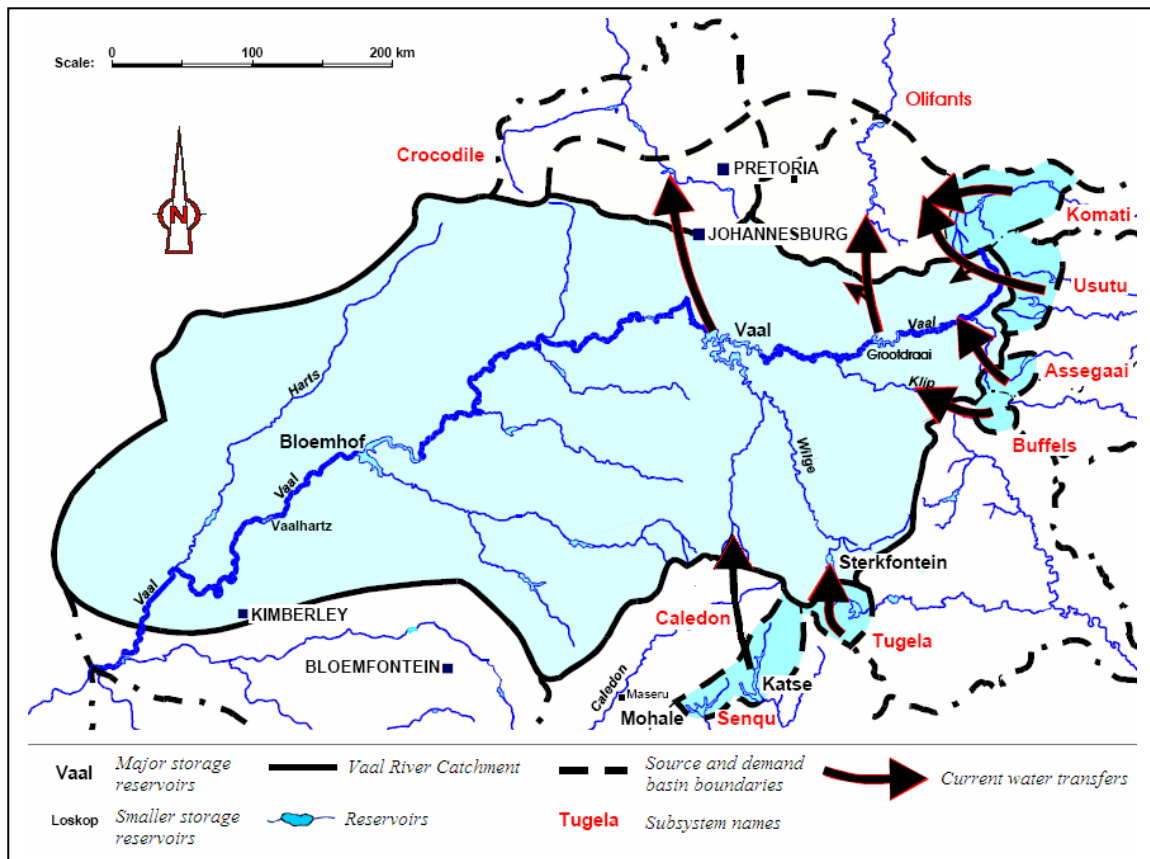 0 100 200 km
Scale:
Olifants
Crocodile
PRETORIA
Komati
N
JOHANNESBURG
Usutu
Vaal
Vaal
Grootdraai
Assegaai
Harts
Klip
Buffels
Bloemhof
Wilge
Vaal
Vaalhartz
Sterkfontein
Vaal
KIMBERLEY
Caledon
Tugela
BLOEMFONTEIN
Caledon
Maseru
Katse
Mohale
Senqu
Vaal
Major storage
reservoirs
Vaal River Catchment
Source and demand
basin boundaries
Current water transfers
Loskop
Smaller storage
reservoirs
Reservoirs
Tugela
Subsystem names